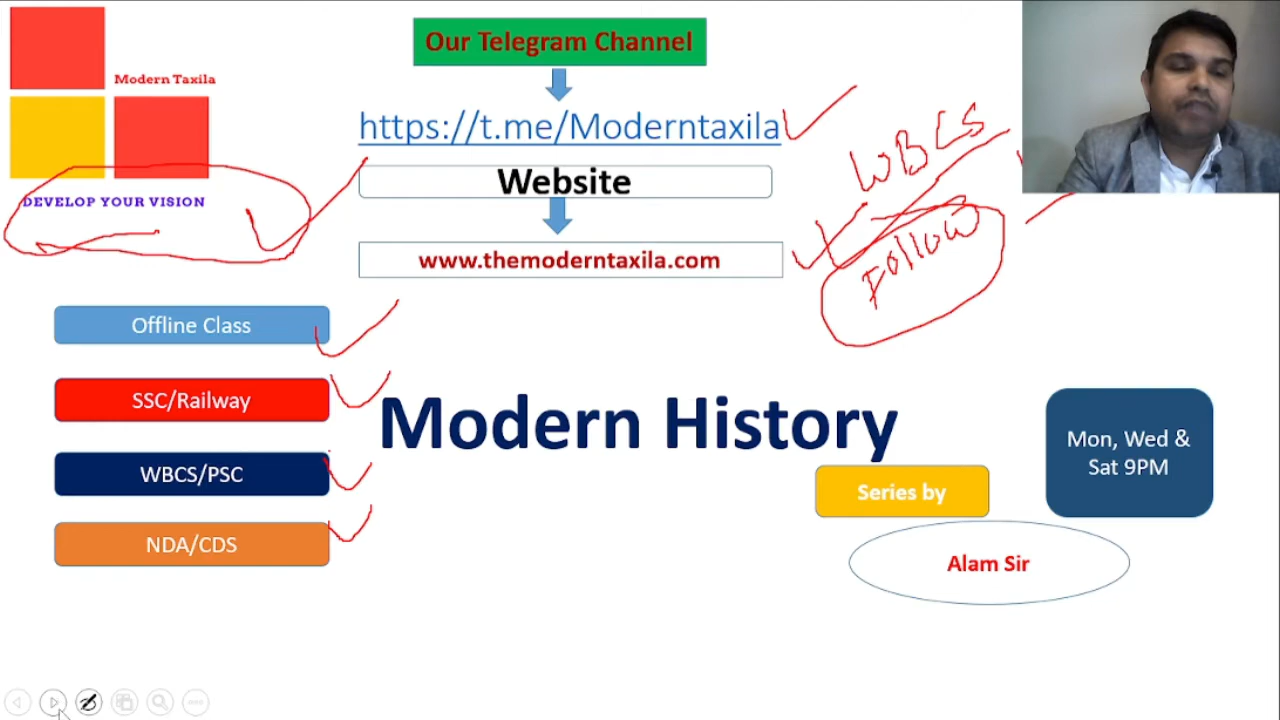 Our Telegram Channel
Modern Taxila
https://t.me/Moderntaxila
WBCS
Website
DEVELOP YOUR VISION
Follow
www.themoderntaxila.com
Offline Class
SSC/Railway
Modern History
Mon, Wed &
Sat 9PM
WBCS/PSC
Series by
NDA/CDS
Alam Sir